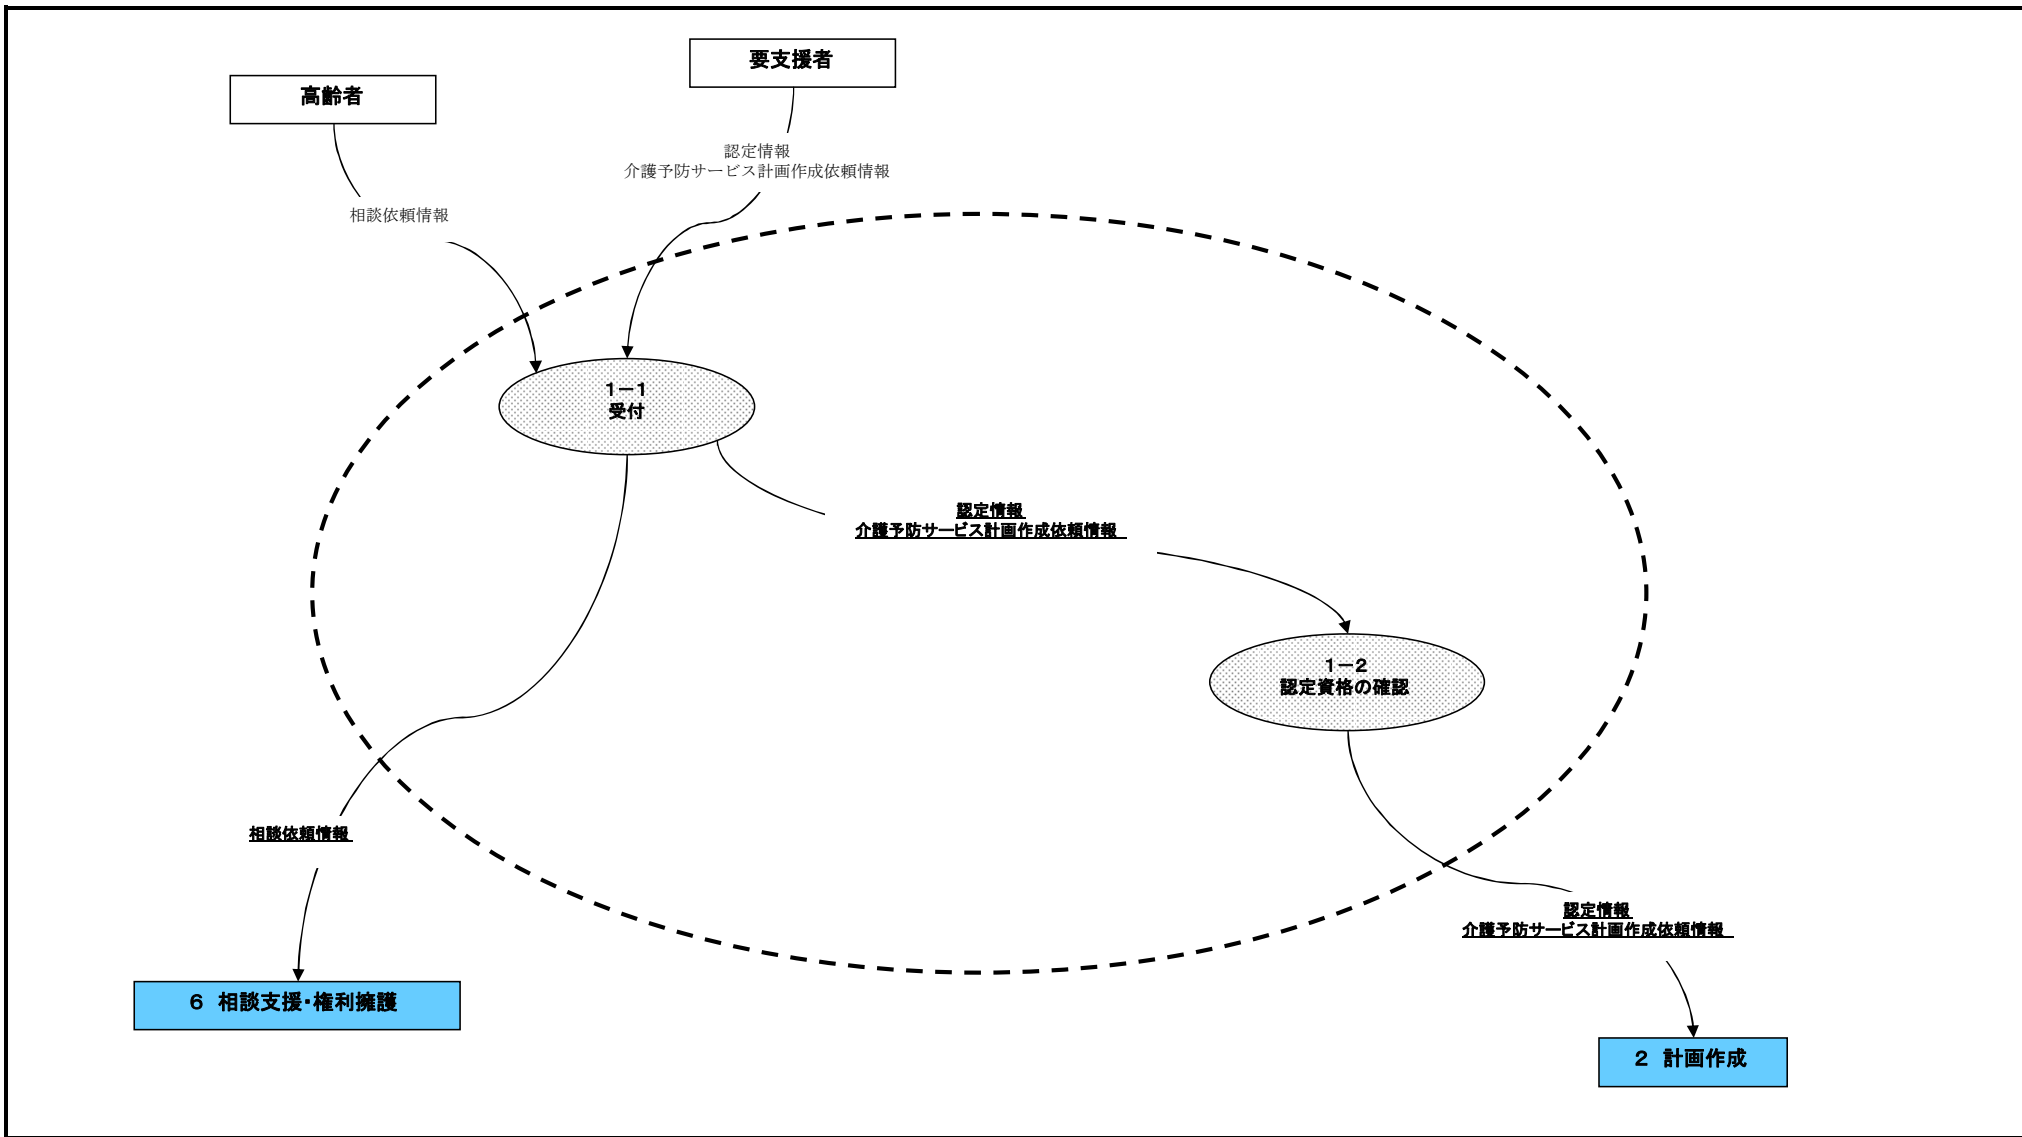 要支援者
高齢者
認定情報
介護予防サービス計画作成依頼情報
相談依頼情報
1－1
受付
認定情報
介護予防サービス計画作成依頼情報
1－2
認定資格の確認
相談依頼情報
認定情報
介護予防サービス計画作成依頼情報
6　相談支援・権利擁護
2　計画作成